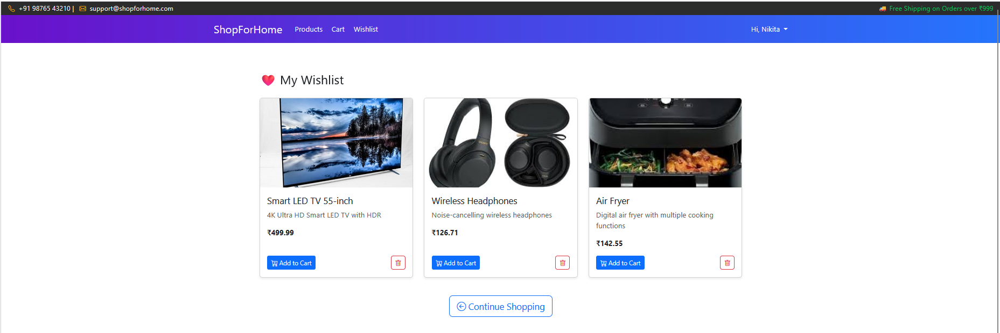 +91 98765 43210 | support@shopforhome.com
Free Shipping on Orders over ₹999
ShopForHome Products Cart Wishlist Hi, Nikita
My Wishlist
SONY
Smart LED TV 55-inch
4K Ultra HD Smart LED TV with HDR
₹499.99
Add to Cart
Wireless Headphones
Noise-cancelling wireless headphones
₹126.71
Add to Cart
Air Fryer
Digital air fryer with multiple cooking
functions
₹142.55
Add to Cart
Continue Shopping